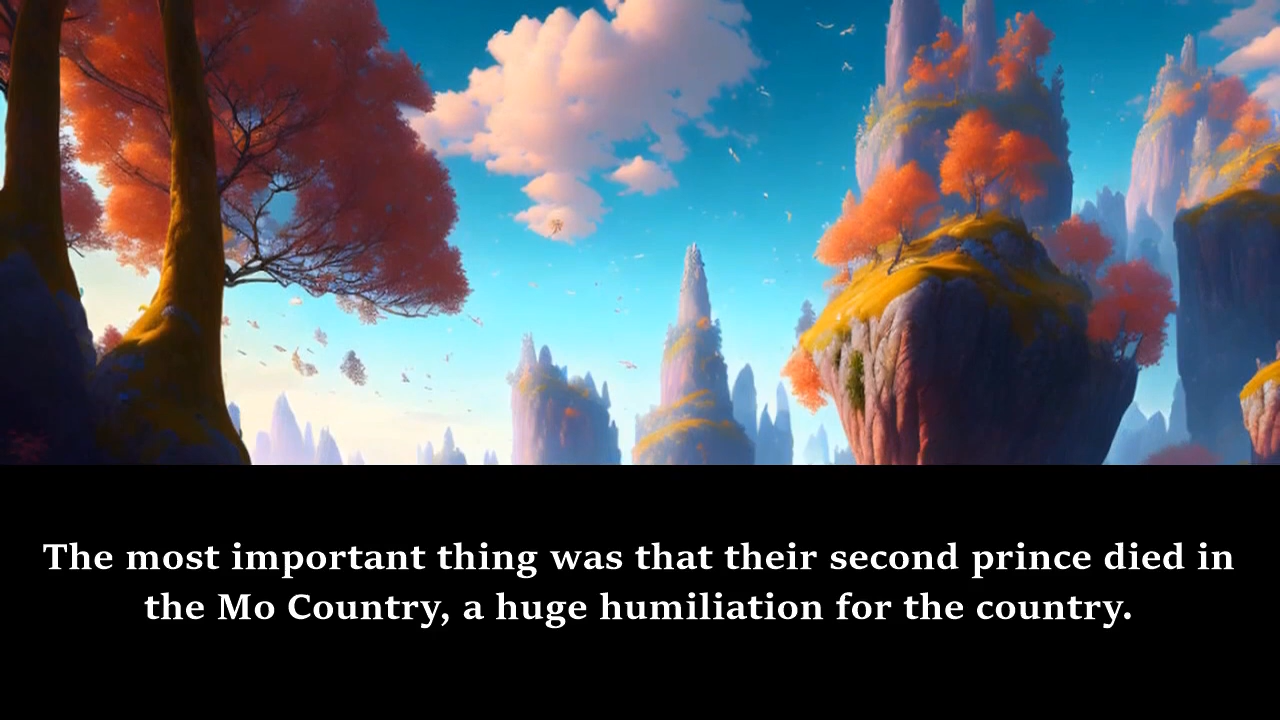 The most important thing was that their second prince died in
the Mo Country, a huge humiliation for the country.